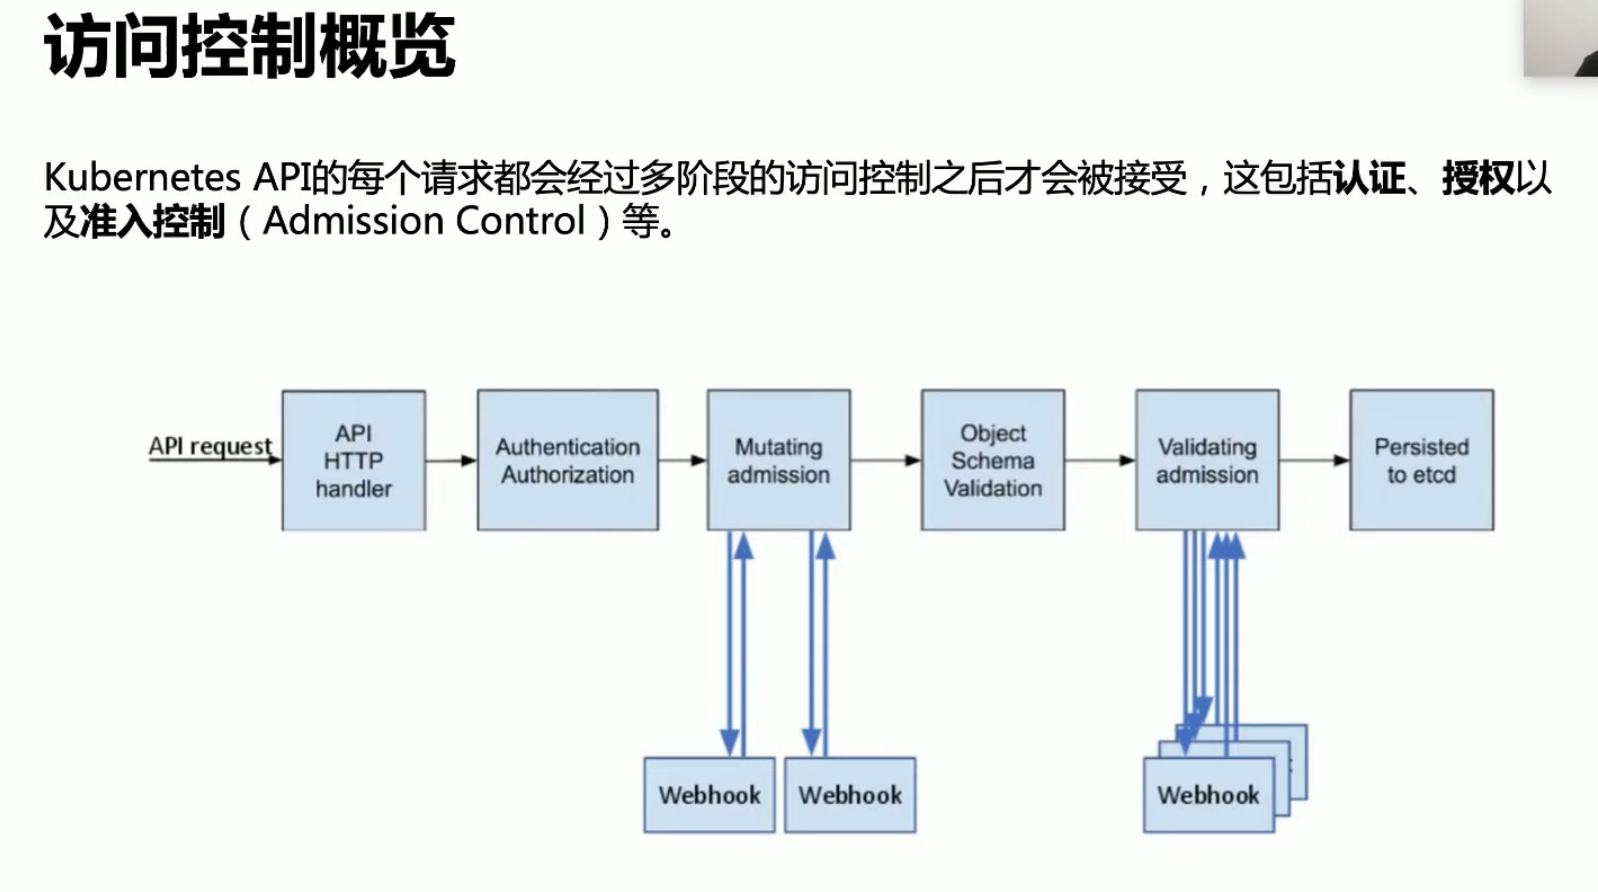 访问控制概览
Kubernetes API的每个请求都会经过多阶段的访问控制之后才会被接受，这包括认证、授权以
及准入控制（Admission Control）等。
API request
API
HTTP
handler
Authentication
Authorization
Mutating
admission
Object
Schema
Validation
Validating
admission
Persisted
to etcd
Webhook
Webhook
Webhook